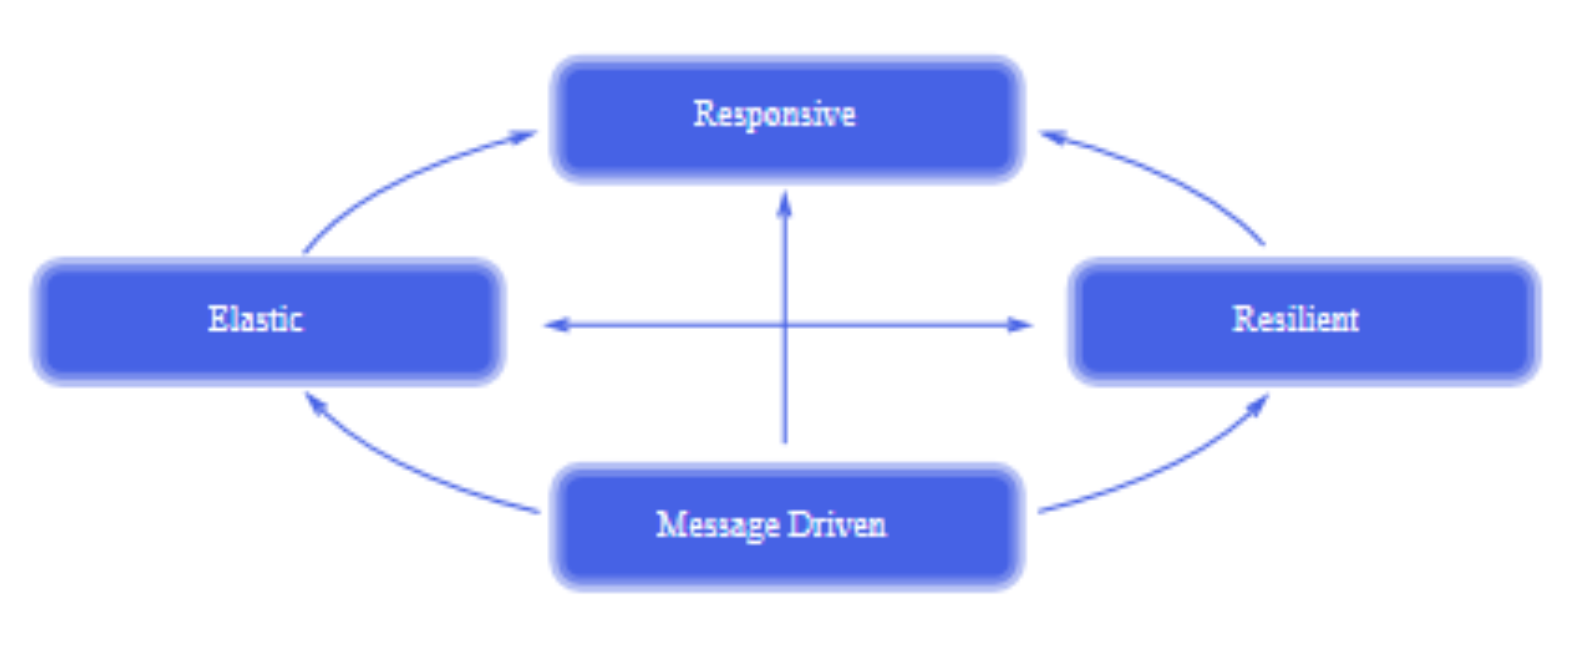 Responsive
Elastic
Resilient
Message Driven